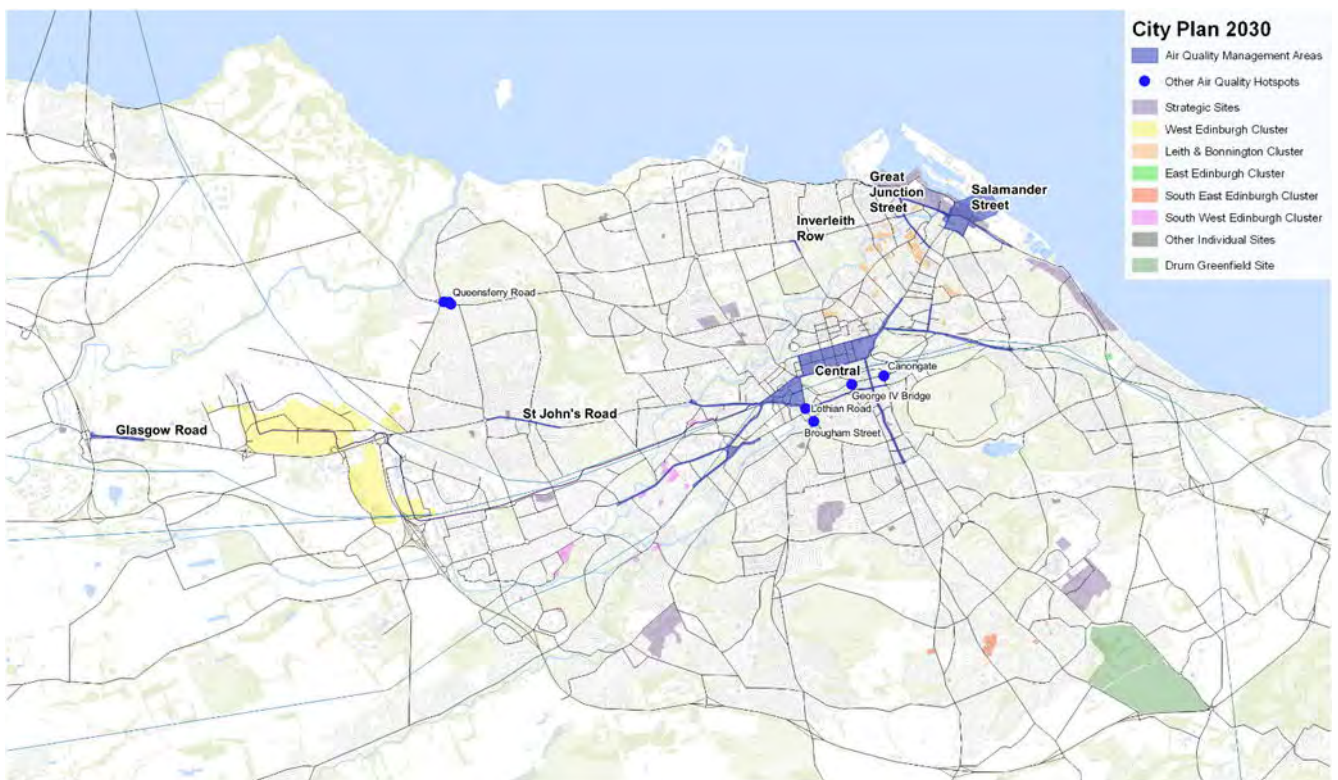 City Plan 2030
Air Quality Management Areas
Other Air Quality Hotspots
Strategic Sites
West Edinburgh Cluster
Leith & Bonnington Cluster
East Edinburgh Cluster
South East Edinburgh Cluster
South West Edinburgh Cluster
Other Individual Sites
Drum Greenfield Site
Great
Junction
Street
Salamander
Street
Inverleith
Row
Queensferry Road
Central
Canongate
George IV Bridge
Lothian Road
Brougham Street
St John's Road
Glasgow Road